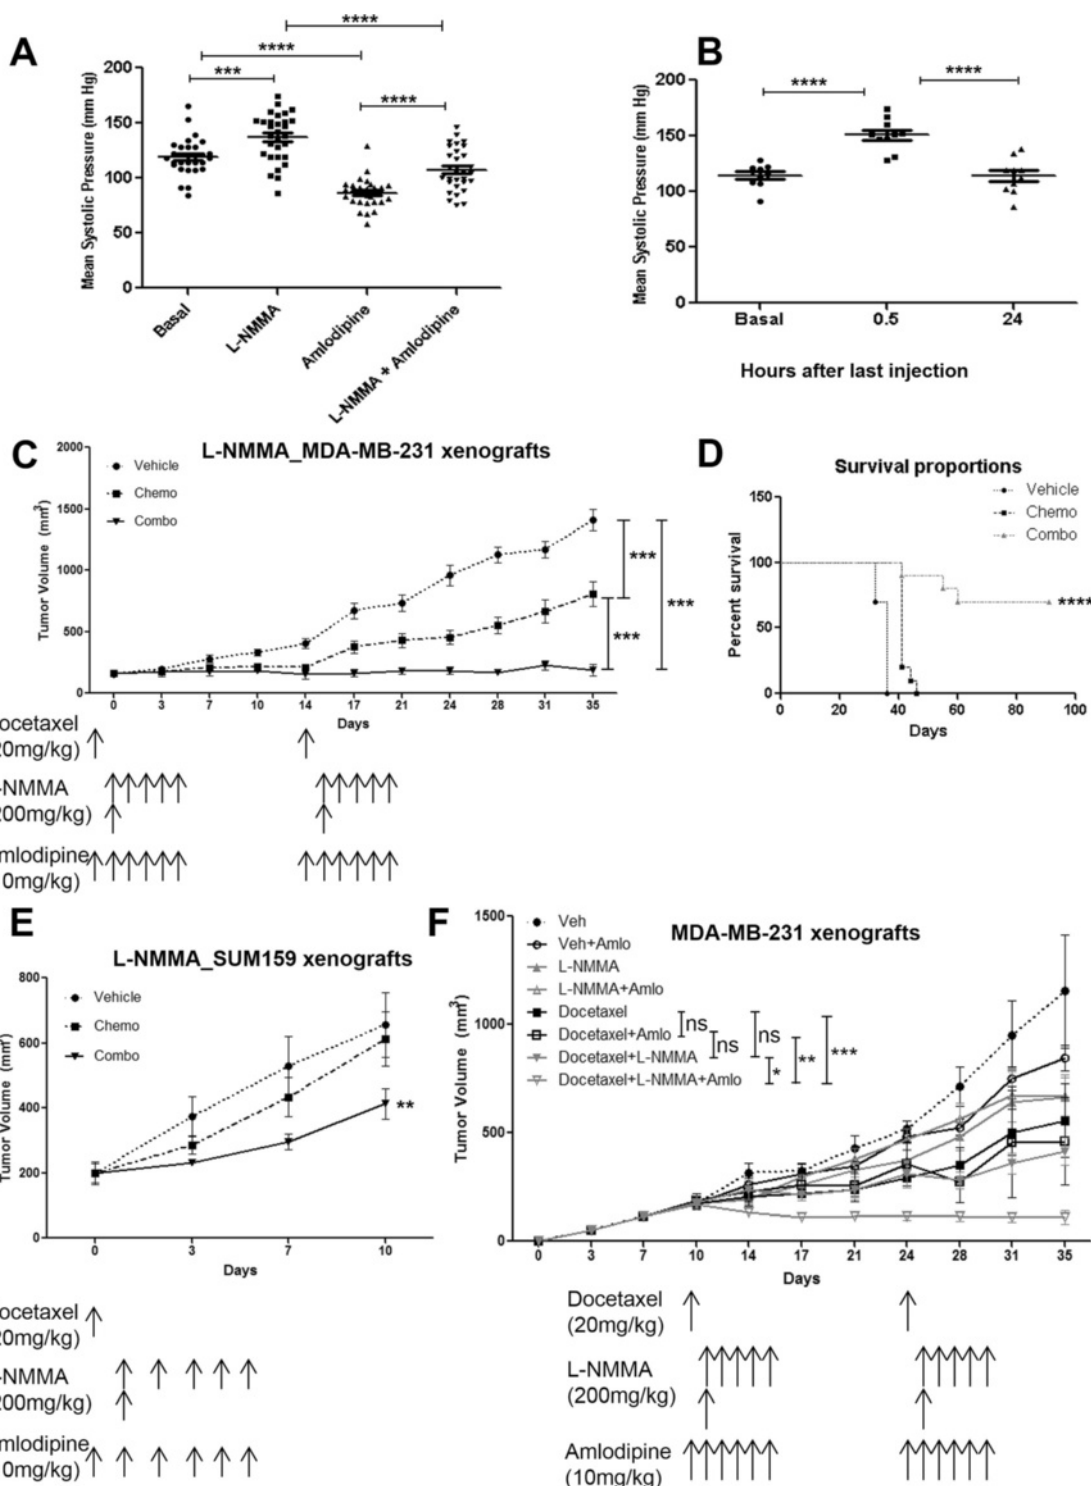 A
B
****
****
***
****
Mean Systolic Pressure (mm Hg)
200
150
100
50
0
Basal
L-NMMA
Amlodipine
L-NMMA + Amlodipine
****
****
Mean Systolic Pressure (mm Hg)
200
150
100
50
0
Basal
0.5
24
Hours after last injection
C
L-NMMA_MDA-MB-231 xenografts
Vehicle
Chemo
Combo
Tumor Volume (mm3)
2000
1500
1000
500
0
0 3 7 10 14 17 21 24 28 31 35
Days
***
***
***
ocetaxel
20mg/kg)
-NMMA
200mg/kg)
mlodipine
0mg/kg)
D
Survival proportions
Vehicle
Chemo
Combo
Percent survival
150
100
50
0
0 20 40 60 80 100
Days
****
E
L-NMMA_SUM159 xenografts
Vehicle
Chemo
Combo
Tumor Volume (mm3)
800
600
400
200
0
0 3 7 10
Days
**
ocetaxel
20mg/kg)
-NMMA
200mg/kg)
mlodipine
0mg/kg)
F
MDA-MB-231 xenografts
Veh
Veh+Amlo
L-NMMA
L-NMMA+Amlo
Docetaxel
Docetaxel+Amlo
Docetaxel+L-NMMA
Docetaxel+L-NMMA+Amlo
ns
ns
ns
*
**
***
Tumor Volume (mm3)
1500
1000
500
0
0 3 7 10 14 17 21 24 28 31 35
Days
Docetaxel
(20mg/kg)
L-NMMA
(200mg/kg)
Amlodipine
(10mg/kg)